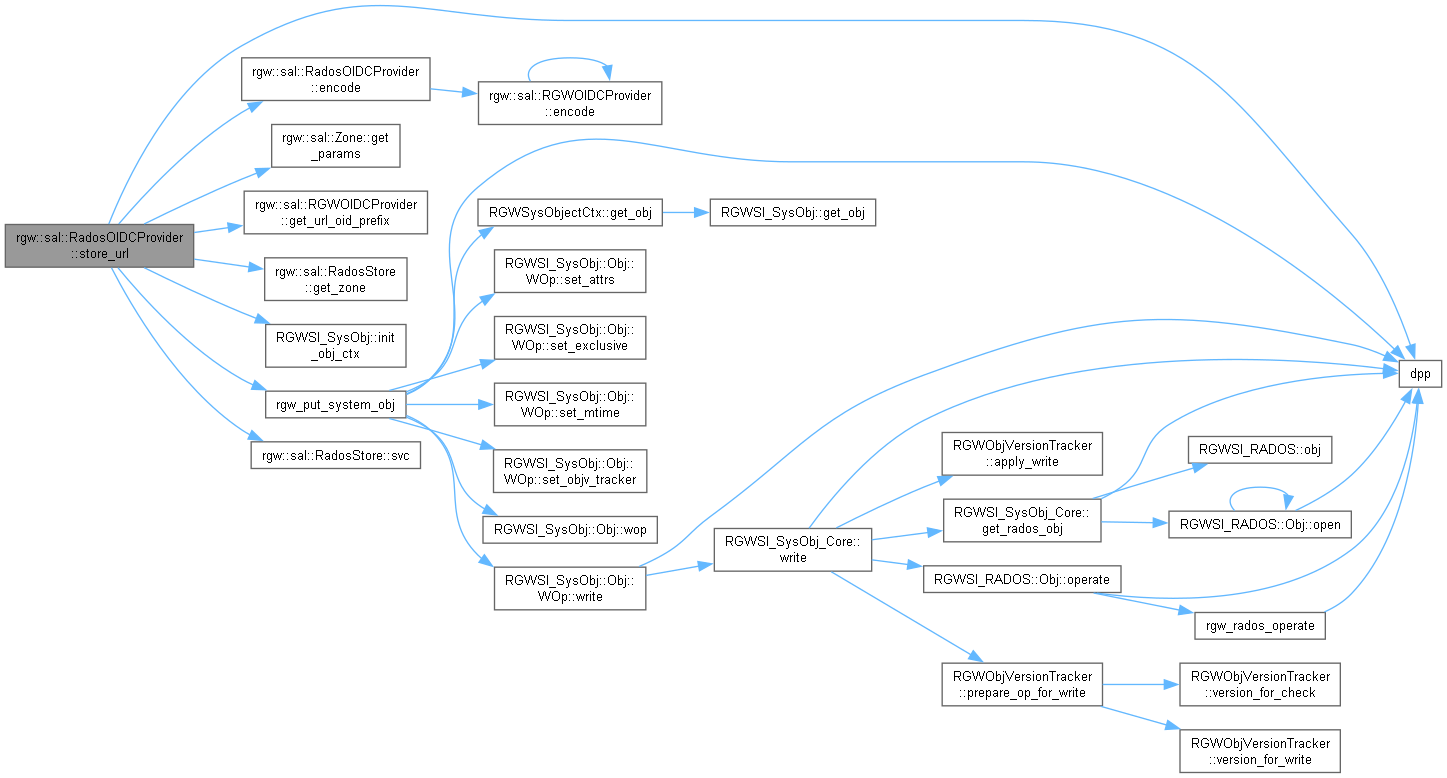 rgw::sal::RadosOIDCProvider
::store_url
rgw::sal::RadosOIDCProvider
::encode
rgw::sal::RGWOIDCProvider
::encode
rgw::sal::Zone::get
_params
rgw::sal::RGWOIDCProvider
::get_url_oid_prefix
rgw::sal::RadosStore
::get_zone
RGWSI_SysObj::init
_obj_ctx
rgw_put_system_obj
rgw::sal::RadosStore::svc
RGWSysObjectCtx::get_obj
RGWSI_SysObj::get_obj
RGWSI_SysObj::Obj::
WOp::set_attrs
RGWSI_SysObj::Obj::
WOp::set_exclusive
RGWSI_SysObj::Obj::
WOp::set_mtime
RGWSI_SysObj::Obj::
WOp::set_objv_tracker
RGWSI_SysObj::Obj::wop
RGWSI_SysObj::Obj::
WOp::write
RGWSI_SysObj_Core::
write
RGWObjVersionTracker
::apply_write
RGWSI_SysObj_Core::
get_rados_obj
RGWSI_RADOS::obj
RGWSI_RADOS::Obj::open
RGWSI_RADOS::Obj::operate
rgw_rados_operate
RGWObjVersionTracker
::prepare_op_for_write
RGWObjVersionTracker
::version_for_check
RGWObjVersionTracker
::version_for_write
dpp